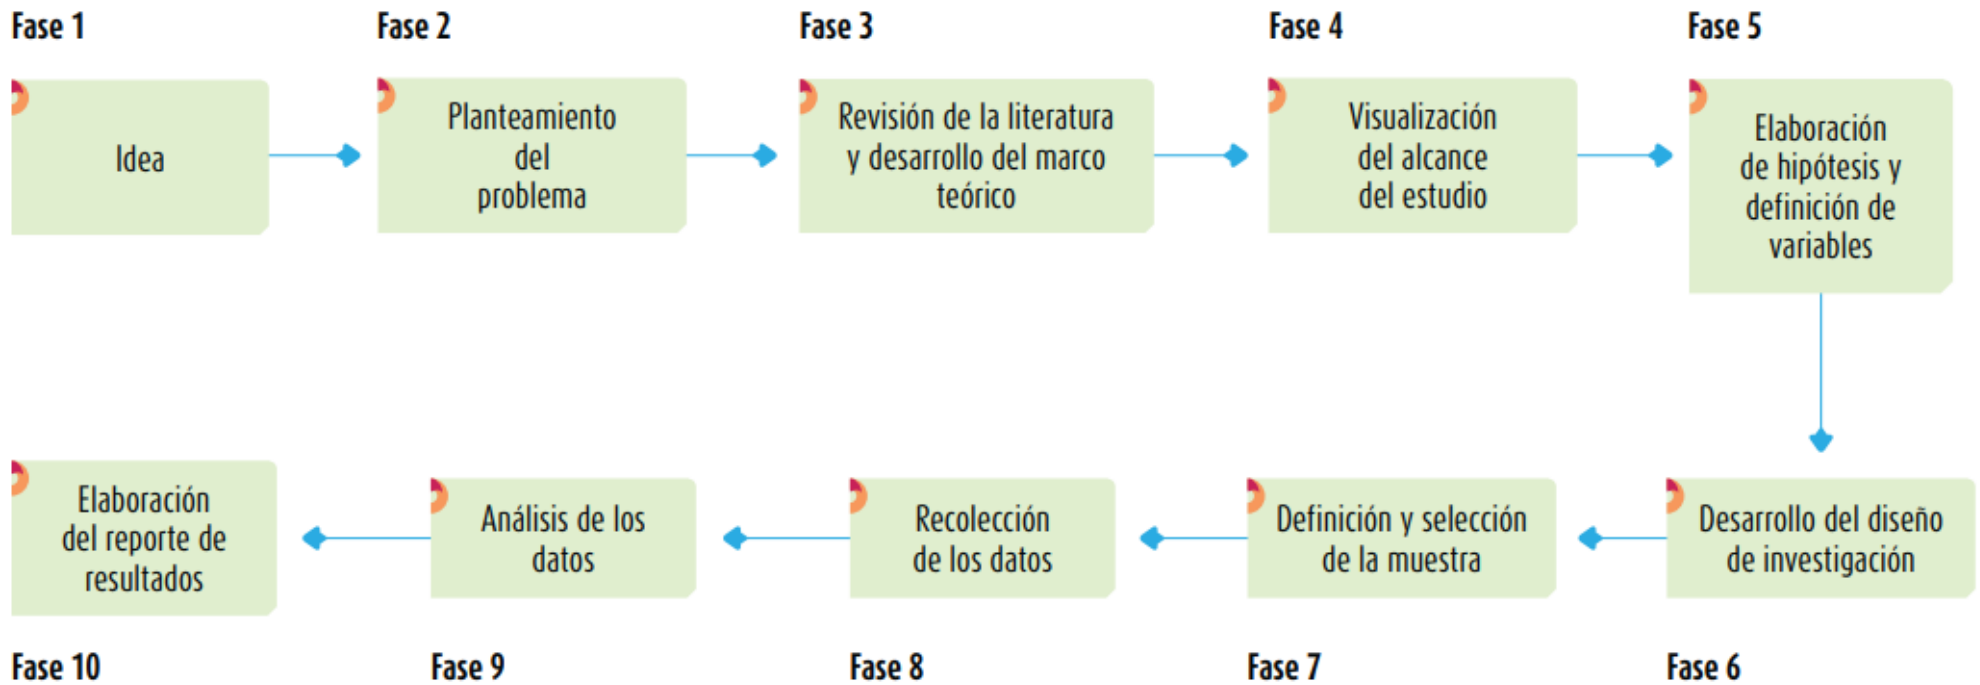 Fase 1
Fase 2
Fase 3
Fase 4
Fase 5
Idea
Planteamiento
del
problema
Revisión de la literatura
y desarrollo del marco
teórico
Visualización
del alcance
del estudio
Elaboración
de hipótesis y
definición de
variables
Elaboración
del reporte de
resultados
Análisis de los
datos
Recolección
de los datos
Definición y selección
de la muestra
Desarrollo del diseño
de investigación
Fase 10
Fase 9
Fase 8
Fase 7
Fase 6